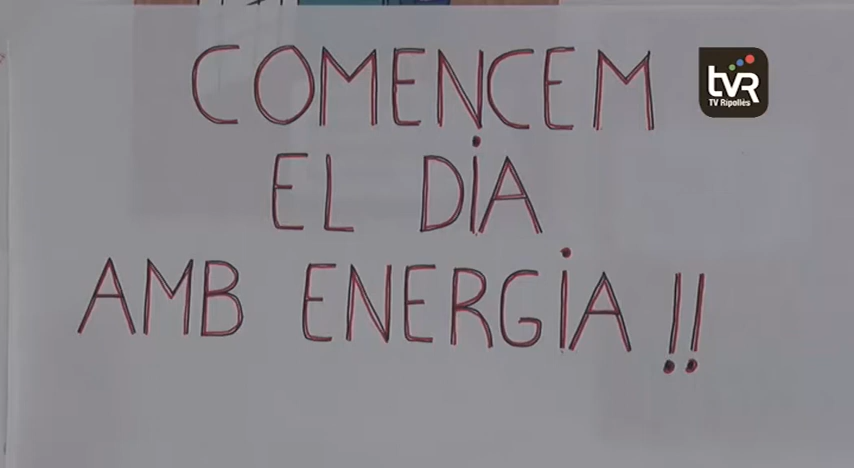 COMENCEM
EL DIA
AMB ENERGIA !!
tvR
TV Ripollès